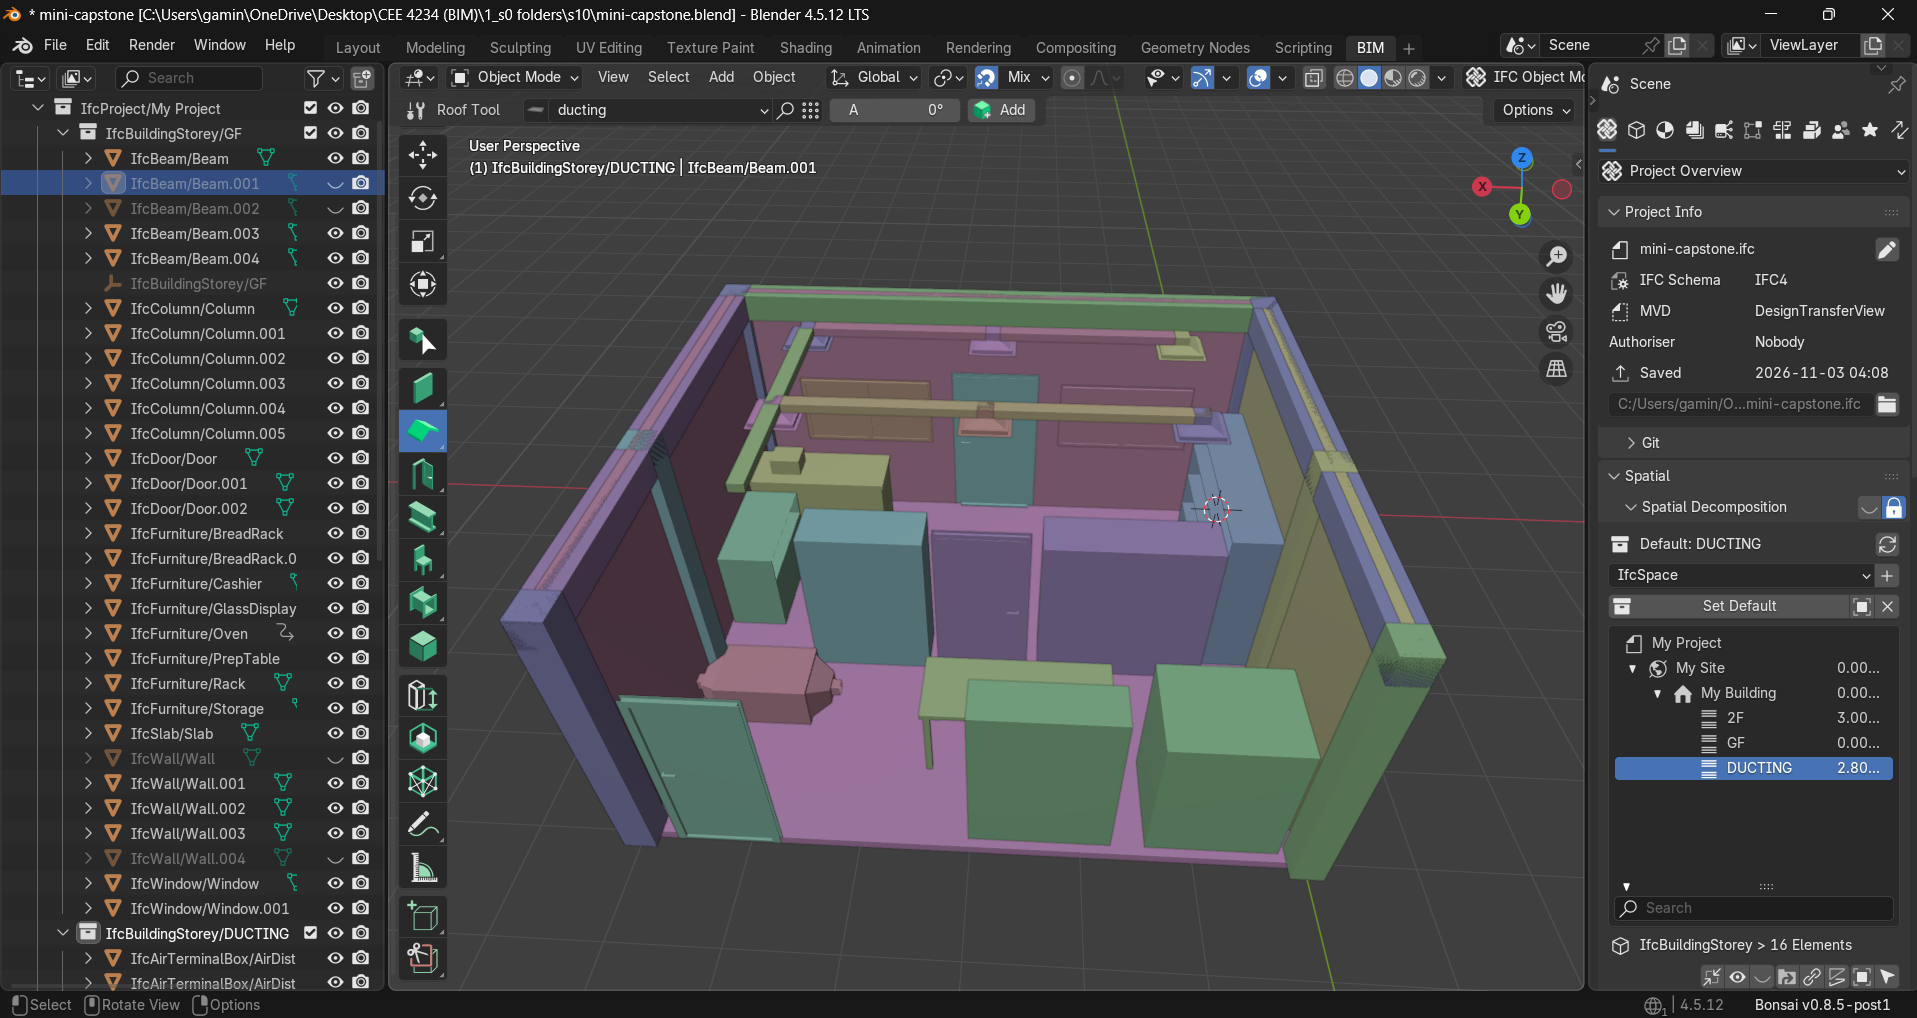 * mini-capstone [C:\Users\gamin\OneDrive\Desktop\CEE 4234 (BIM)\1_s0 folders\s10\mini-capstone.blend] - Blender 4.5.12 LTS
File Edit Render Window Help Layout Modeling Sculpting UV Editing Texture Paint Shading Animation Rendering Compositing Geometry Nodes Scripting BIM Scene ViewLayer
Search
Object Mode View Select Add Object Global Mix IFC Object Mo
Roof Tool ducting A 0° Add Options
User Perspective
(1) IfcBuildingStorey/DUCTING | IfcBeam/Beam.001
IfcProject/My Project
IfcBuildingStorey/GF
IfcBeam/Beam
IfcBeam/Beam.001
IfcBeam/Beam.002
IfcBeam/Beam.003
IfcBeam/Beam.004
IfcBuildingStorey/GF
IfcColumn/Column
IfcColumn/Column.001
IfcColumn/Column.002
IfcColumn/Column.003
IfcColumn/Column.004
IfcColumn/Column.005
IfcDoor/Door
IfcDoor/Door.001
IfcDoor/Door.002
IfcFurniture/BreadRack
IfcFurniture/BreadRack.0
IfcFurniture/Cashier
IfcFurniture/GlassDisplay
IfcFurniture/Oven
IfcFurniture/PrepTable
IfcFurniture/Rack
IfcFurniture/Storage
IfcSlab/Slab
IfcWall/Wall
IfcWall/Wall.001
IfcWall/Wall.002
IfcWall/Wall.003
IfcWall/Wall.004
IfcWindow/Window
IfcWindow/Window.001
IfcBuildingStorey/DUCTING
IfcAirTerminalBox/AirDist
IfcAirTerminalBox/AirDist
Z
X
Y
Scene
Project Overview
Project Info
mini-capstone.ifc
IFC Schema IFC4
MVD DesignTransferView
Authoriser Nobody
Saved 2026-11-03 04:08
C:/Users/gamin/O...mini-capstone.ifc
Git
Spatial
Spatial Decomposition
Default: DUCTING
IfcSpace
Set Default
My Project
My Site 0.00...
My Building 0.00...
2F 3.00...
GF 0.00...
DUCTING 2.80...
Search
IfcBuildingStorey > 16 Elements
Select Rotate View Options 1 4.5.12 Bonsai v0.8.5-post1